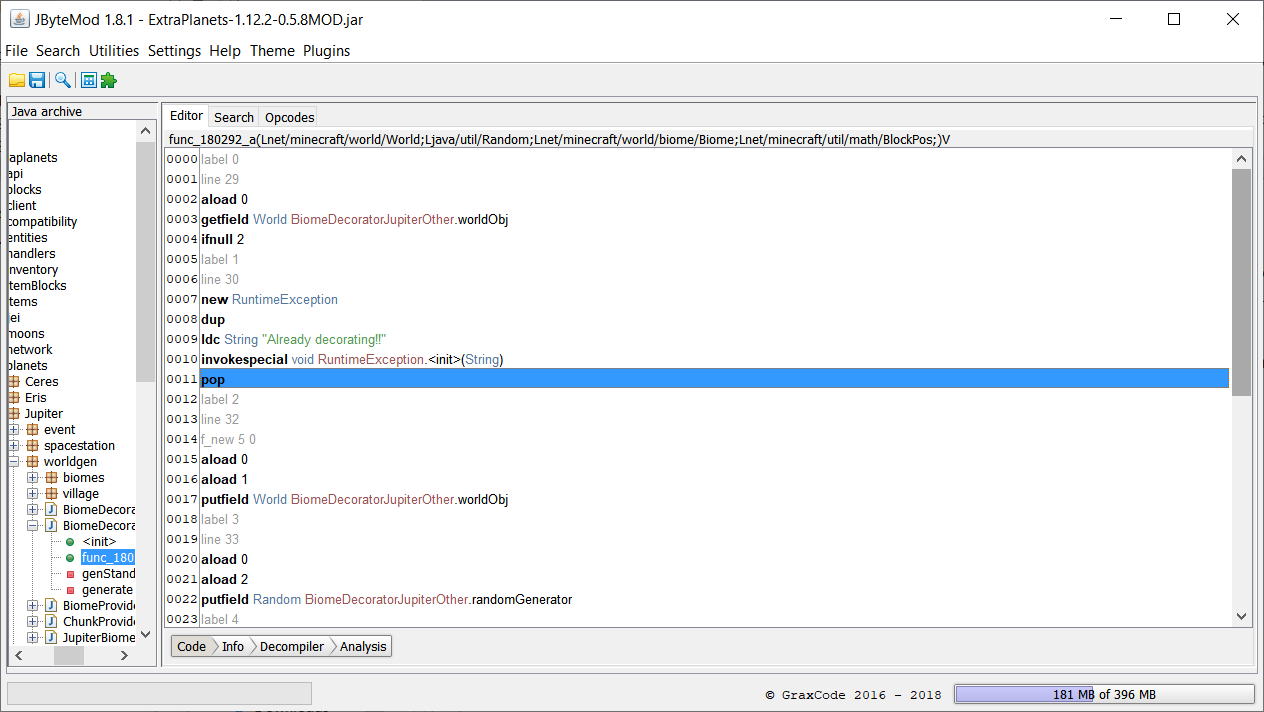 JByteMod 1.8.1 - ExtraPlanets-1.12.2-0.5.8MOD.jar
File Search Utilities Settings Help Theme Plugins
Java archive
aplanets
api
blocks
client
compatibility
entities
handlers
nventory
temBlocks
tems
ei
moons
network
planets
Ceres
Eris
Jupiter
event
spacestation
worldgen
biomes
village
BiomeDecora
BiomeDecora
<init>
func_180
genStand
generate
BiomeProvide
ChunkProvide
JupiterBiome
Editor Search Opcodes
func_180292_a(Lnet/minecraft/world/World;Ljava/util/Random;Lnet/minecraft/world/biome/Biome;Lnet/minecraft/util/math/BlockPos;)V
0000 label 0
0001 line 29
0002 aload 0
0003 getfield World BiomeDecoratorJupiterOther.worldObj
0004 ifnull 2
0005 label 1
0006 line 30
0007 new RuntimeException
0008 dup
0009 ldc String "Already decorating!!"
0010 invokespecial void RuntimeException.<init>(String)
0011 pop
0012 label 2
0013 line 32
0014 f_new 5 0
0015 aload 0
0016 aload 1
0017 putfield World BiomeDecoratorJupiterOther.worldObj
0018 label 3
0019 line 33
0020 aload 0
0021 aload 2
0022 putfield Random BiomeDecoratorJupiterOther.randomGenerator
0023 label 4
Code Info Decompiler Analysis
© GraxCode 2016 - 2018
181 MB of 396 MB